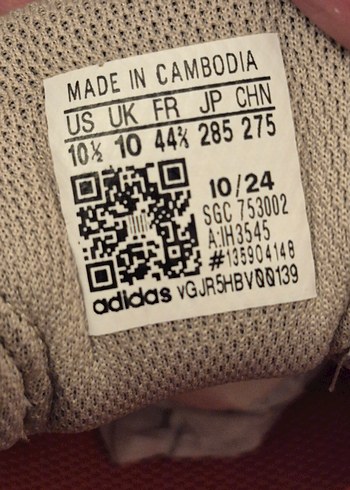 MADE IN CAMBODIA
US UK FR JP CHN
10½ 10 44⅔ 285 275
10/24
SGC 753002
A:IH3545
#135904148
adidas VGJR5HBV00139